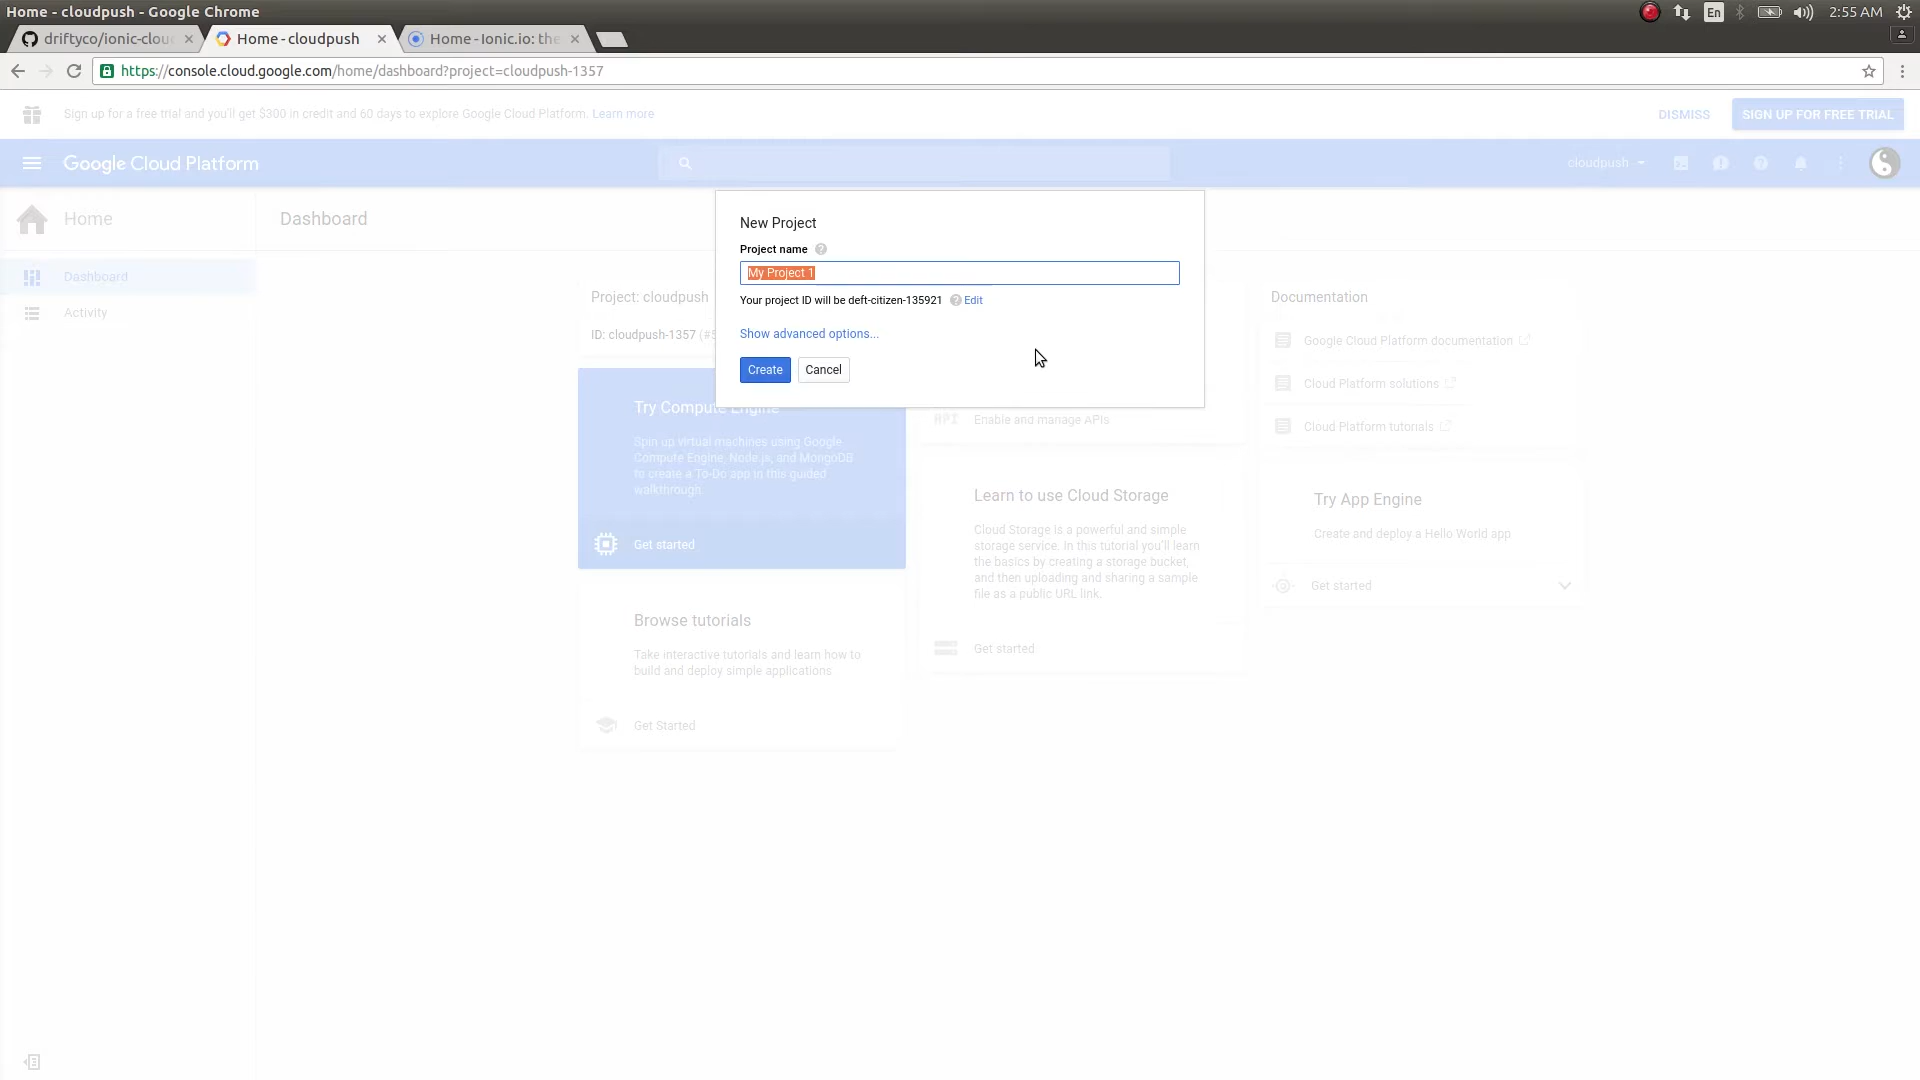 Home - cloudpush - Google Chrome
En
2:55 AM
driftyco/ionic-clou
Home - cloudpush
Home - Ionic.io: the
https://console.cloud.google.com/home/dashboard?project=cloudpush-1357
Sign up for a free trial and you'll get $300 in credit and 60 days to explore Google Cloud Platform. Learn more
DISMISS
SIGN UP FOR FREE TRIAL
Google Cloud Platform
cloudpush
Home
Dashboard
Dashboard
Activity
New Project
Project name
My Project 1
Your project ID will be deft-citizen-135921
Edit
Show advanced options...
Create
Cancel
Project: cloudpush
ID: cloudpush-1357
Try Compute Engine
Spin up virtual machines using Google
Compute Engine, Node.js, and MongoDB
to create a To-Do app in this guided
walkthrough.
Get started
Browse tutorials
Take interactive tutorials and learn how to
build and deploy simple applications
Get Started
API
Enable and manage APIs
Learn to use Cloud Storage
Cloud Storage is a powerful and simple
storage service. In this tutorial you'll learn
the basics by creating a storage bucket,
and then uploading and sharing a sample
file as a public URL link.
Get started
Documentation
Google Cloud Platform documentation
Cloud Platform solutions
Cloud Platform tutorials
Try App Engine
Create and deploy a Hello World app
Get started